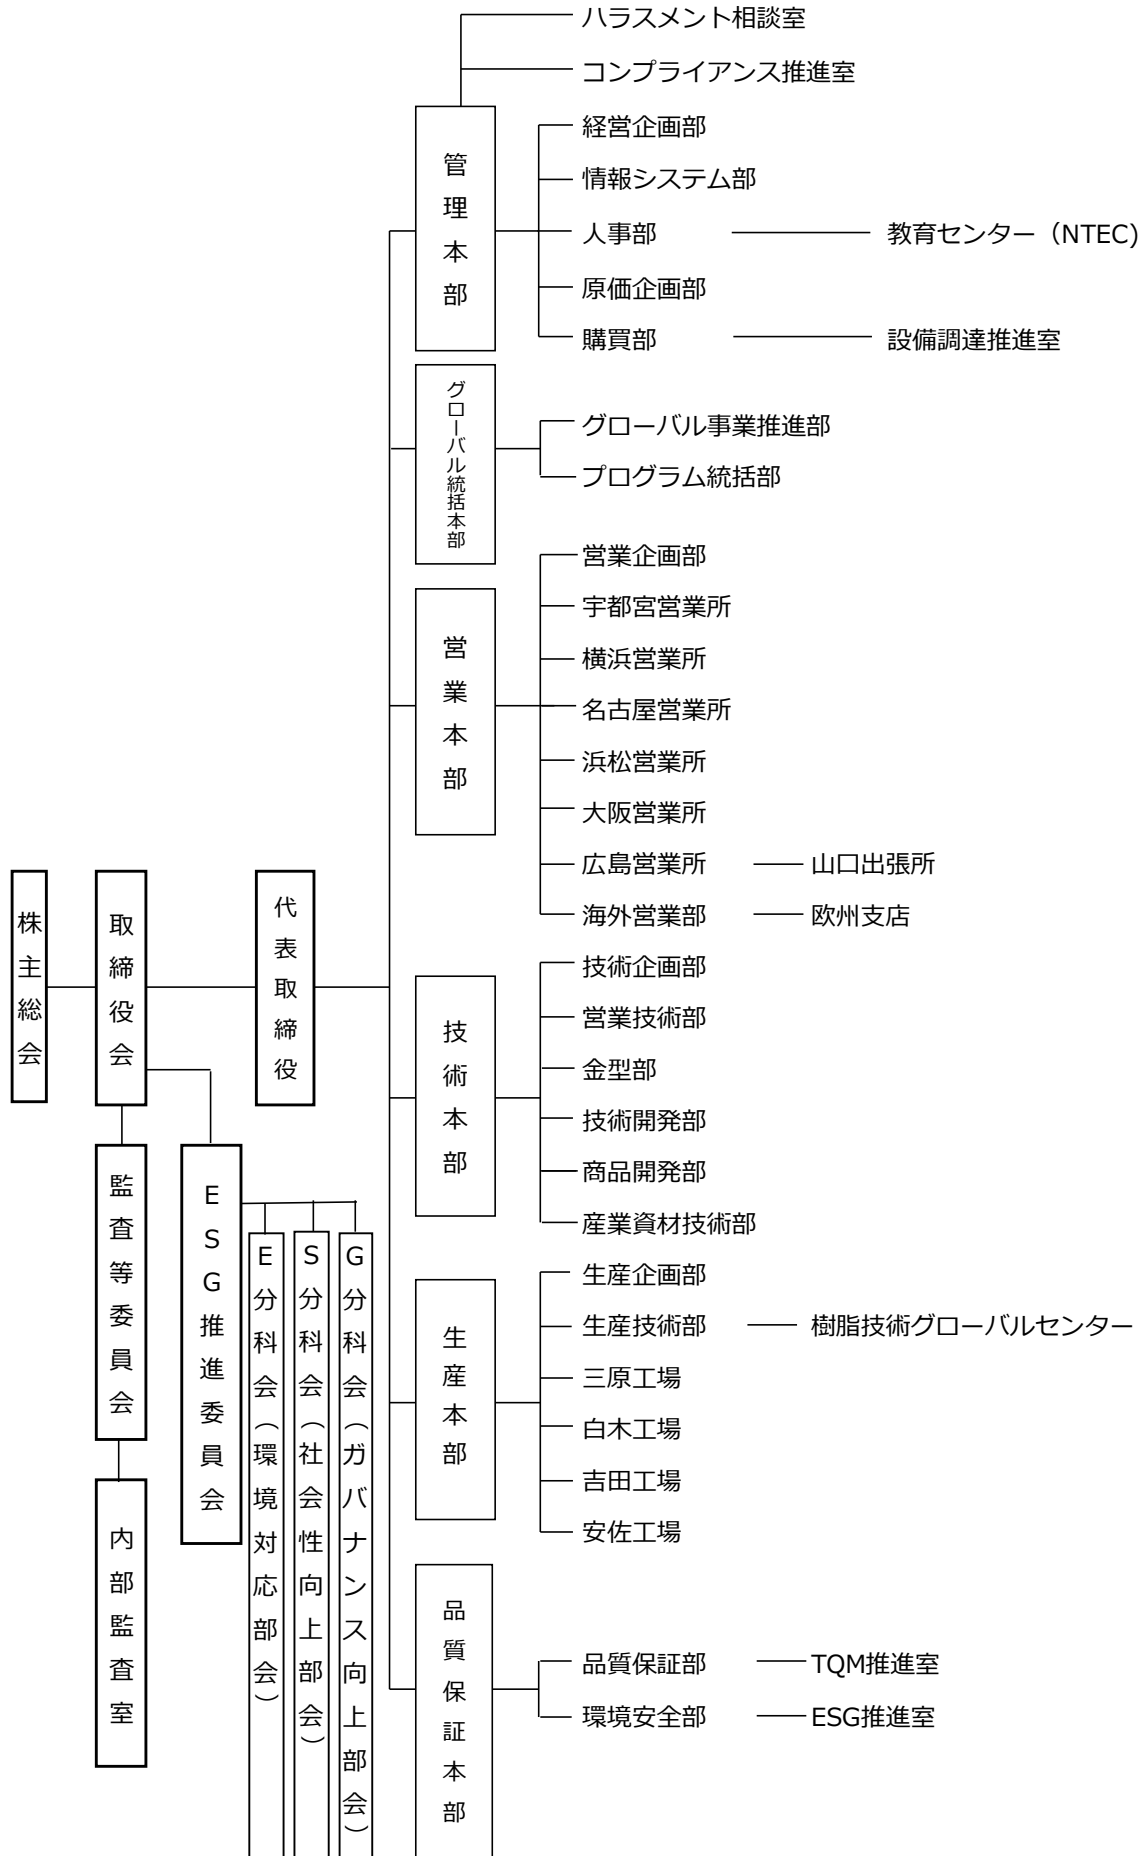 ハラスメント相談室
コンプライアンス推進室
管理本部
経営企画部
情報システム部
人事部
教育センター（NTEC)
原価企画部
購買部
設備調達推進室
グローバル統括本部
グローバル事業推進部
プログラム統括部
営業本部
営業企画部
宇都宮営業所
横浜営業所
名古屋営業所
浜松営業所
大阪営業所
広島営業所
山口出張所
海外営業部
欧州支店
株主総会
取締役会
代表取締役
監査等委員会
内部監査室
ESG推進委員会
E分科会（環境対応部会）
S分科会（社会性向上部会）
G分科会（ガバナンス向上部会）
技術本部
技術企画部
営業技術部
金型部
技術開発部
商品開発部
産業資材技術部
生産本部
生産企画部
生産技術部
樹脂技術グローバルセンター
三原工場
白木工場
吉田工場
安佐工場
品質保証本部
品質保証部
TQM推進室
環境安全部
ESG推進室